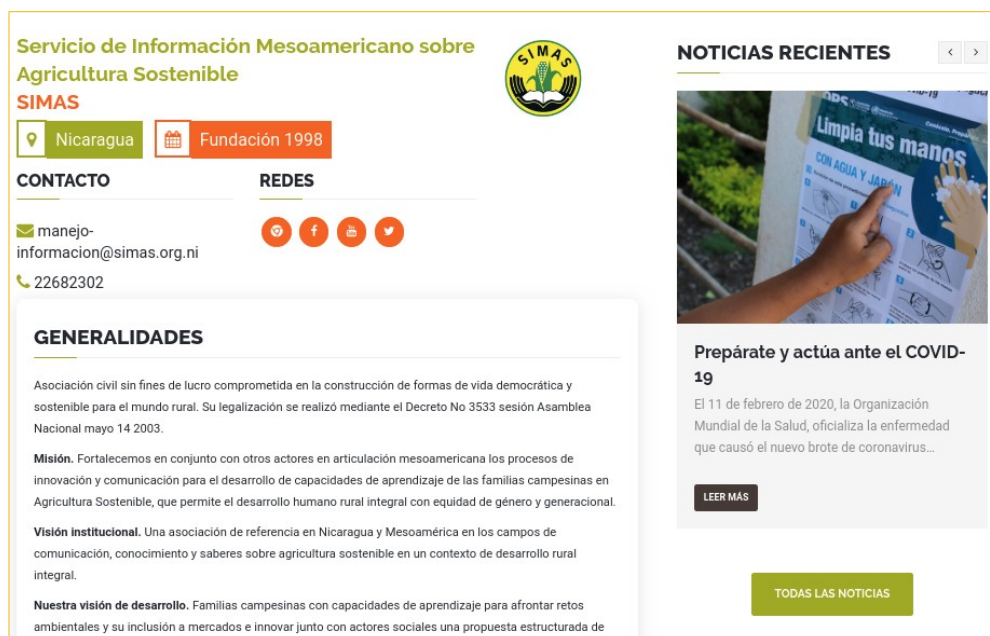 Servicio de Información Mesoamericano sobre
Agricultura Sostenible
SIMAS
SIMAS
Nicaragua
Fundación 1998
CONTACTO
manejo-
informacion@simas.org.ni
22682302
REDES
GENERALIDADES
Asociación civil sin fines de lucro comprometida en la construcción de formas de vida democrática y
sostenible para el mundo rural. Su legalización se realizó mediante el Decreto No 3533 sesión Asamblea
Nacional mayo 14 2003.
Misión. Fortalecemos en conjunto con otros actores en articulación mesoamericana los procesos de
innovación y comunicación para el desarrollo de capacidades de aprendizaje de las familias campesinas en
Agricultura Sostenible, que permite el desarrollo humano rural integral con equidad de género y generacional.
Visión institucional. Una asociación de referencia en Nicaragua y Mesoamérica en los campos de
comunicación, conocimiento y saberes sobre agricultura sostenible en un contexto de desarrollo rural
integral.
Nuestra visión de desarrollo. Familias campesinas con capacidades de aprendizaje para afrontar retos
ambientales y su inclusión a mercados e innovar junto con actores sociales una propuesta estructurada de
NOTICIAS RECIENTES
OPS
Limpia tus manos
CON AGUA Y JABÓN
Prepárate y actúa ante el COVID-
19
El 11 de febrero de 2020, la Organización
Mundial de la Salud, oficializa la enfermedad
que causó el nuevo brote de coronavirus...
LEER MÁS
TODAS LAS NOTICIAS